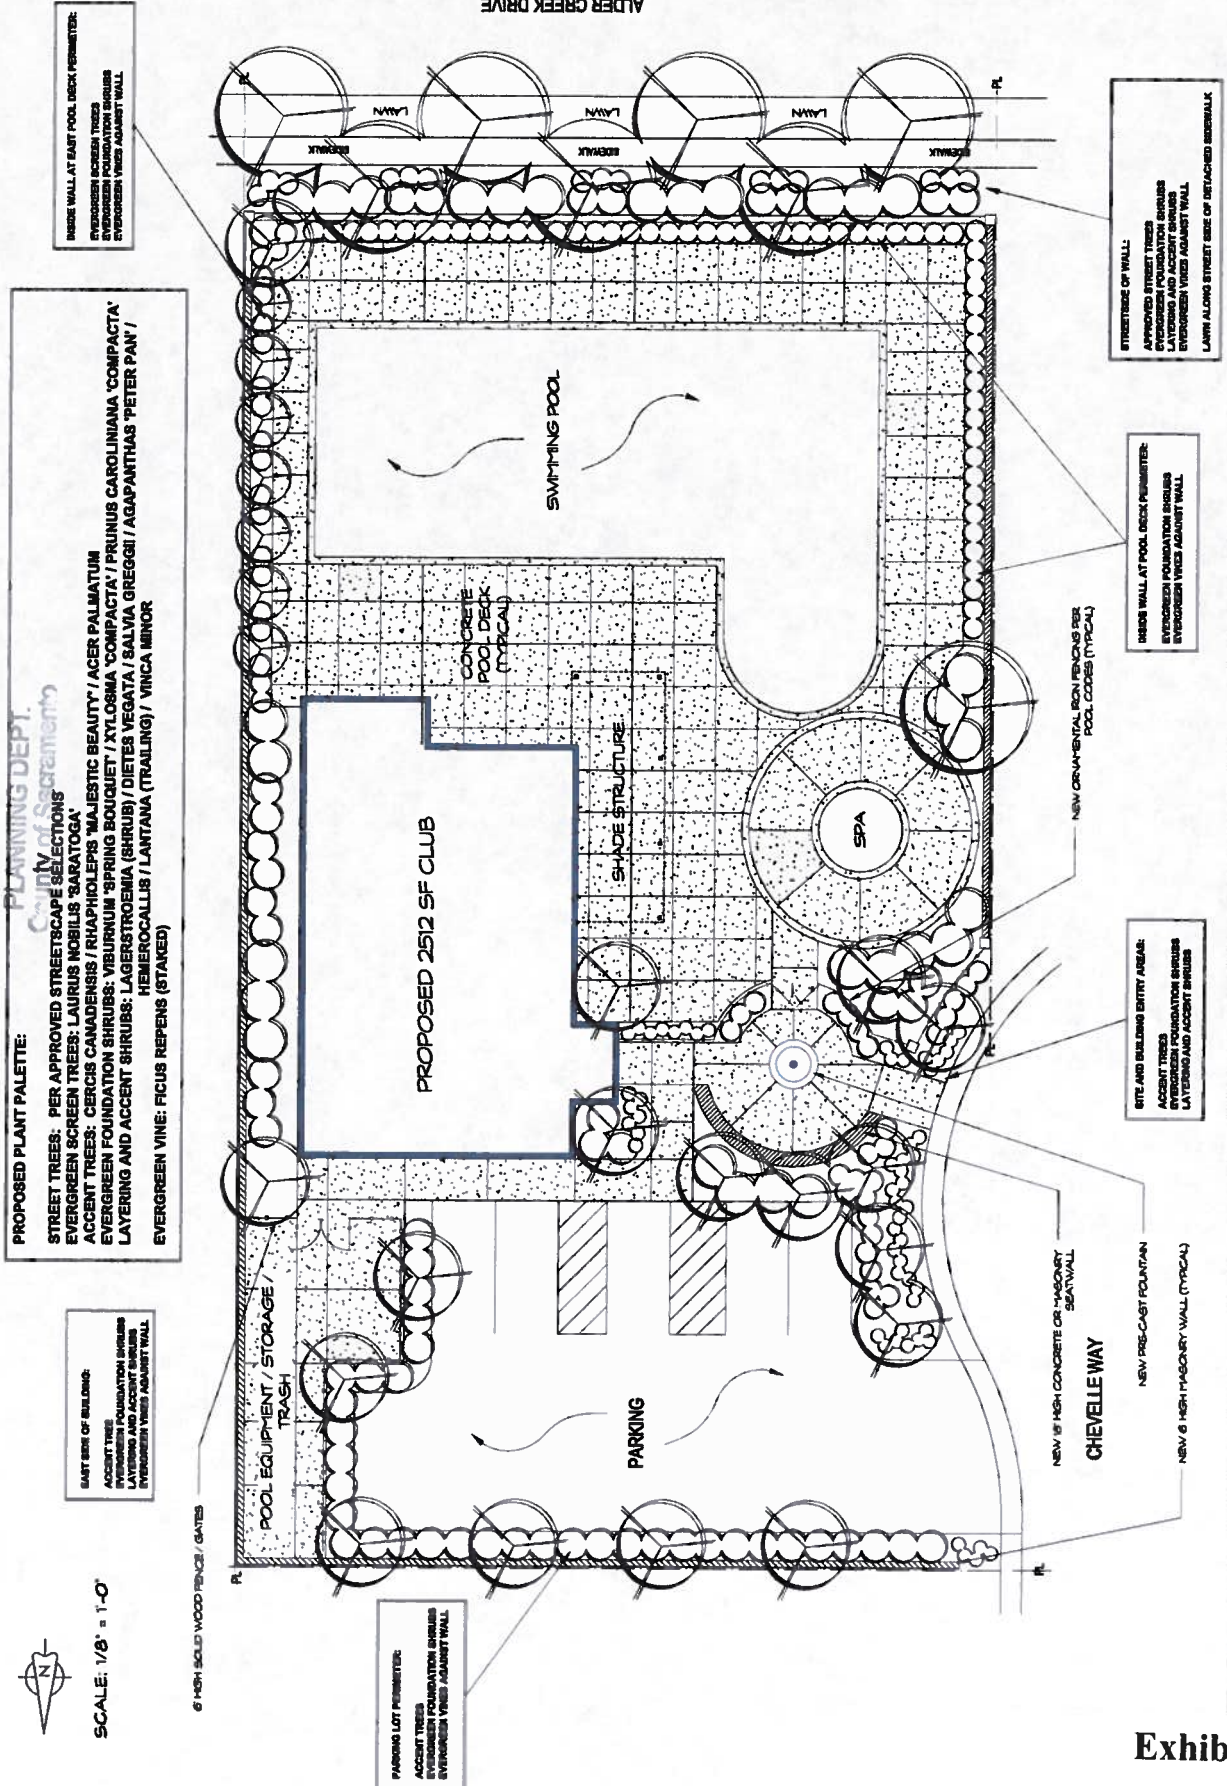 PLANNING DEPT.
County of Sacramento
PROPOSED PLANT PALETTE:
STREET TREES: PER APPROVED STREETSCAPE SELECTIONS
EVERGREEN SCREEN TREES: LAURUS NOBILIS 'SARATOGA'
ACCENT TREES: CERCIS CANADENSIS / RHAPHIOLEPIS 'MAJESTIC BEAUTY' / ACER PALMATUM
EVERGREEN FOUNDATION SHRUBS: VIBURNUM 'SPRING BOUQUET' / XYLOSMA 'COMPACTA' / PRUNUS CAROLINIANA 'COMPACTA'
LAYERING AND ACCENT SHRUBS: LAGERSTROEMIA (SHRUB) / DIETES VEGATA / SALVIA GREGGII / AGAPANTHAS 'PETER PAN' /
HEMEROCALLIS / LANTANA (TRAILING) / VINCA MINOR
EVERGREEN VINE: FICUS REPENS (STAKED)
INSIDE WALL AT EAST POOL DECK PERIMETER:
EVERGREEN SCREEN TREES
EVERGREEN FOUNDATION SHRUBS
EVERGREEN VINES AGAINST WALL
EAST SIDE OF BUILDING:
ACCENT TREE
EVERGREEN FOUNDATION SHRUBS
LAYERING AND ACCENT SHRUBS
EVERGREEN VINES AGAINST WALL
N
SCALE: 1/8" = 1'-0"
6' HIGH SOLID WOOD FENCE / GATES
PARKING LOT PERIMETER:
ACCENT TREES
EVERGREEN FOUNDATION SHRUBS
EVERGREEN VINES AGAINST WALL
PL
POOL EQUIPMENT / STORAGE /
TRASH
PROPOSED 2512 SF CLUB
CONCRETE
POOL DECK
(TYPICAL)
SWIMMING POOL
SHADE STRUCTURE
SPA
PARKING
PL
LAWN
LAWN
LAWN
SIDEWALK
SIDEWALK
SIDEWALK
ALDER CREEK DRIVE
PL
PL
PL
CHEVELLE WAY
NEW 18" HIGH CONCRETE OR MASONRY
SEATWALL
NEW PRE-CAST FOUNTAIN
NEW 6' HIGH MASONRY WALL (TYPICAL)
SITE AND BUILDING ENTRY AREAS:
ACCENT TREES
EVERGREEN FOUNDATION SHRUBS
LAYERING AND ACCENT SHRUBS
NEW ORNAMENTAL IRON FENCING PER
POOL CODES (TYPICAL)
INSIDE WALL AT POOL DECK PERIMETER:
EVERGREEN FOUNDATION SHRUBS
EVERGREEN VINES AGAINST WALL
STREETSIDE OF WALL:
APPROVED STREET TREES
EVERGREEN FOUNDATION SHRUBS
LATERING AND ACCENT SHRUBS
EVERGREEN VINES AGAINST WALL
LAWN ALONG STREET SIDE OF DETACHED SIDEWALK
Exhib